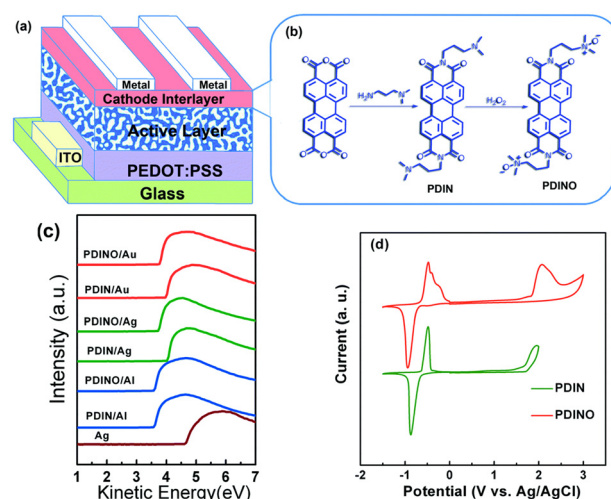 (a)
Metal
Metal
Cathode Interlayer
Active Layer
ITO
PEDOT:PSS
Glass
(b)
H₂N
N
H₂O₂
PDIN
PDINO
(c)
PDINO/Au
PDIN/Au
PDINO/Ag
PDIN/Ag
PDINO/Al
PDIN/Al
Ag
Intensity (a.u.)
1 2 3 4 5 6 7
Kinetic Energy(eV)
(d)
Current (a. u.)
PDIN
PDINO
-2 -1 0 1 2 3
Potential (V vs. Ag/AgCl)